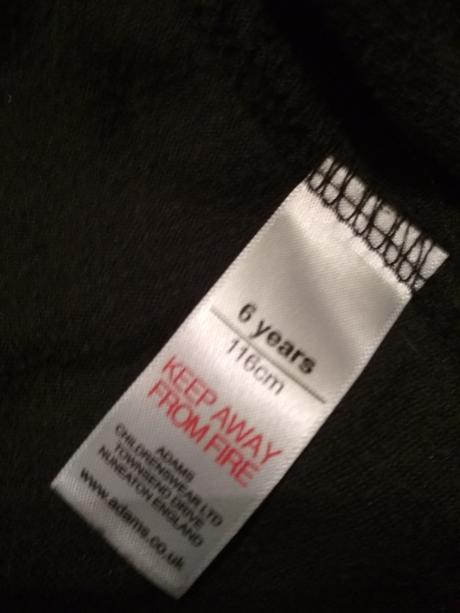 6 years
116cm
KEEP AWAY
FROM FIRE
ADAMS
CHILDRENSWEAR LTD
TOWNSEND DRIVE
NUNEATON ENGLAND
www.adams.co.uk